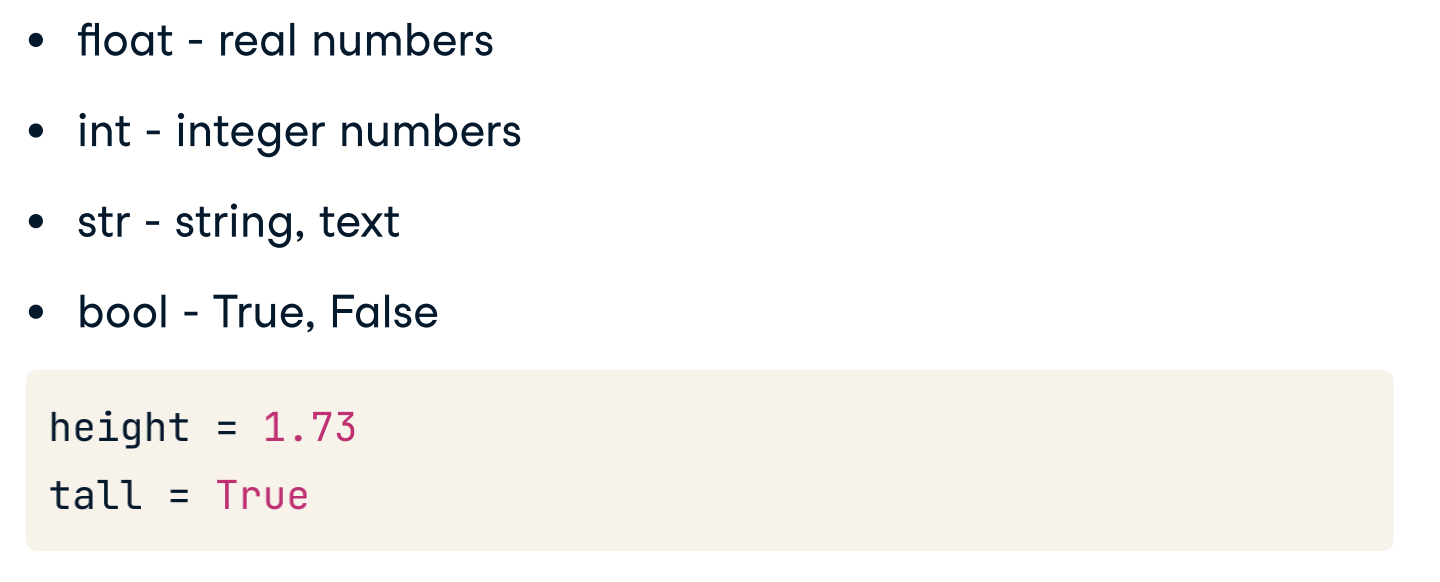 • float - real numbers
• int - integer numbers
• str - string, text
• bool - True, False
height = 1.73
tall = True